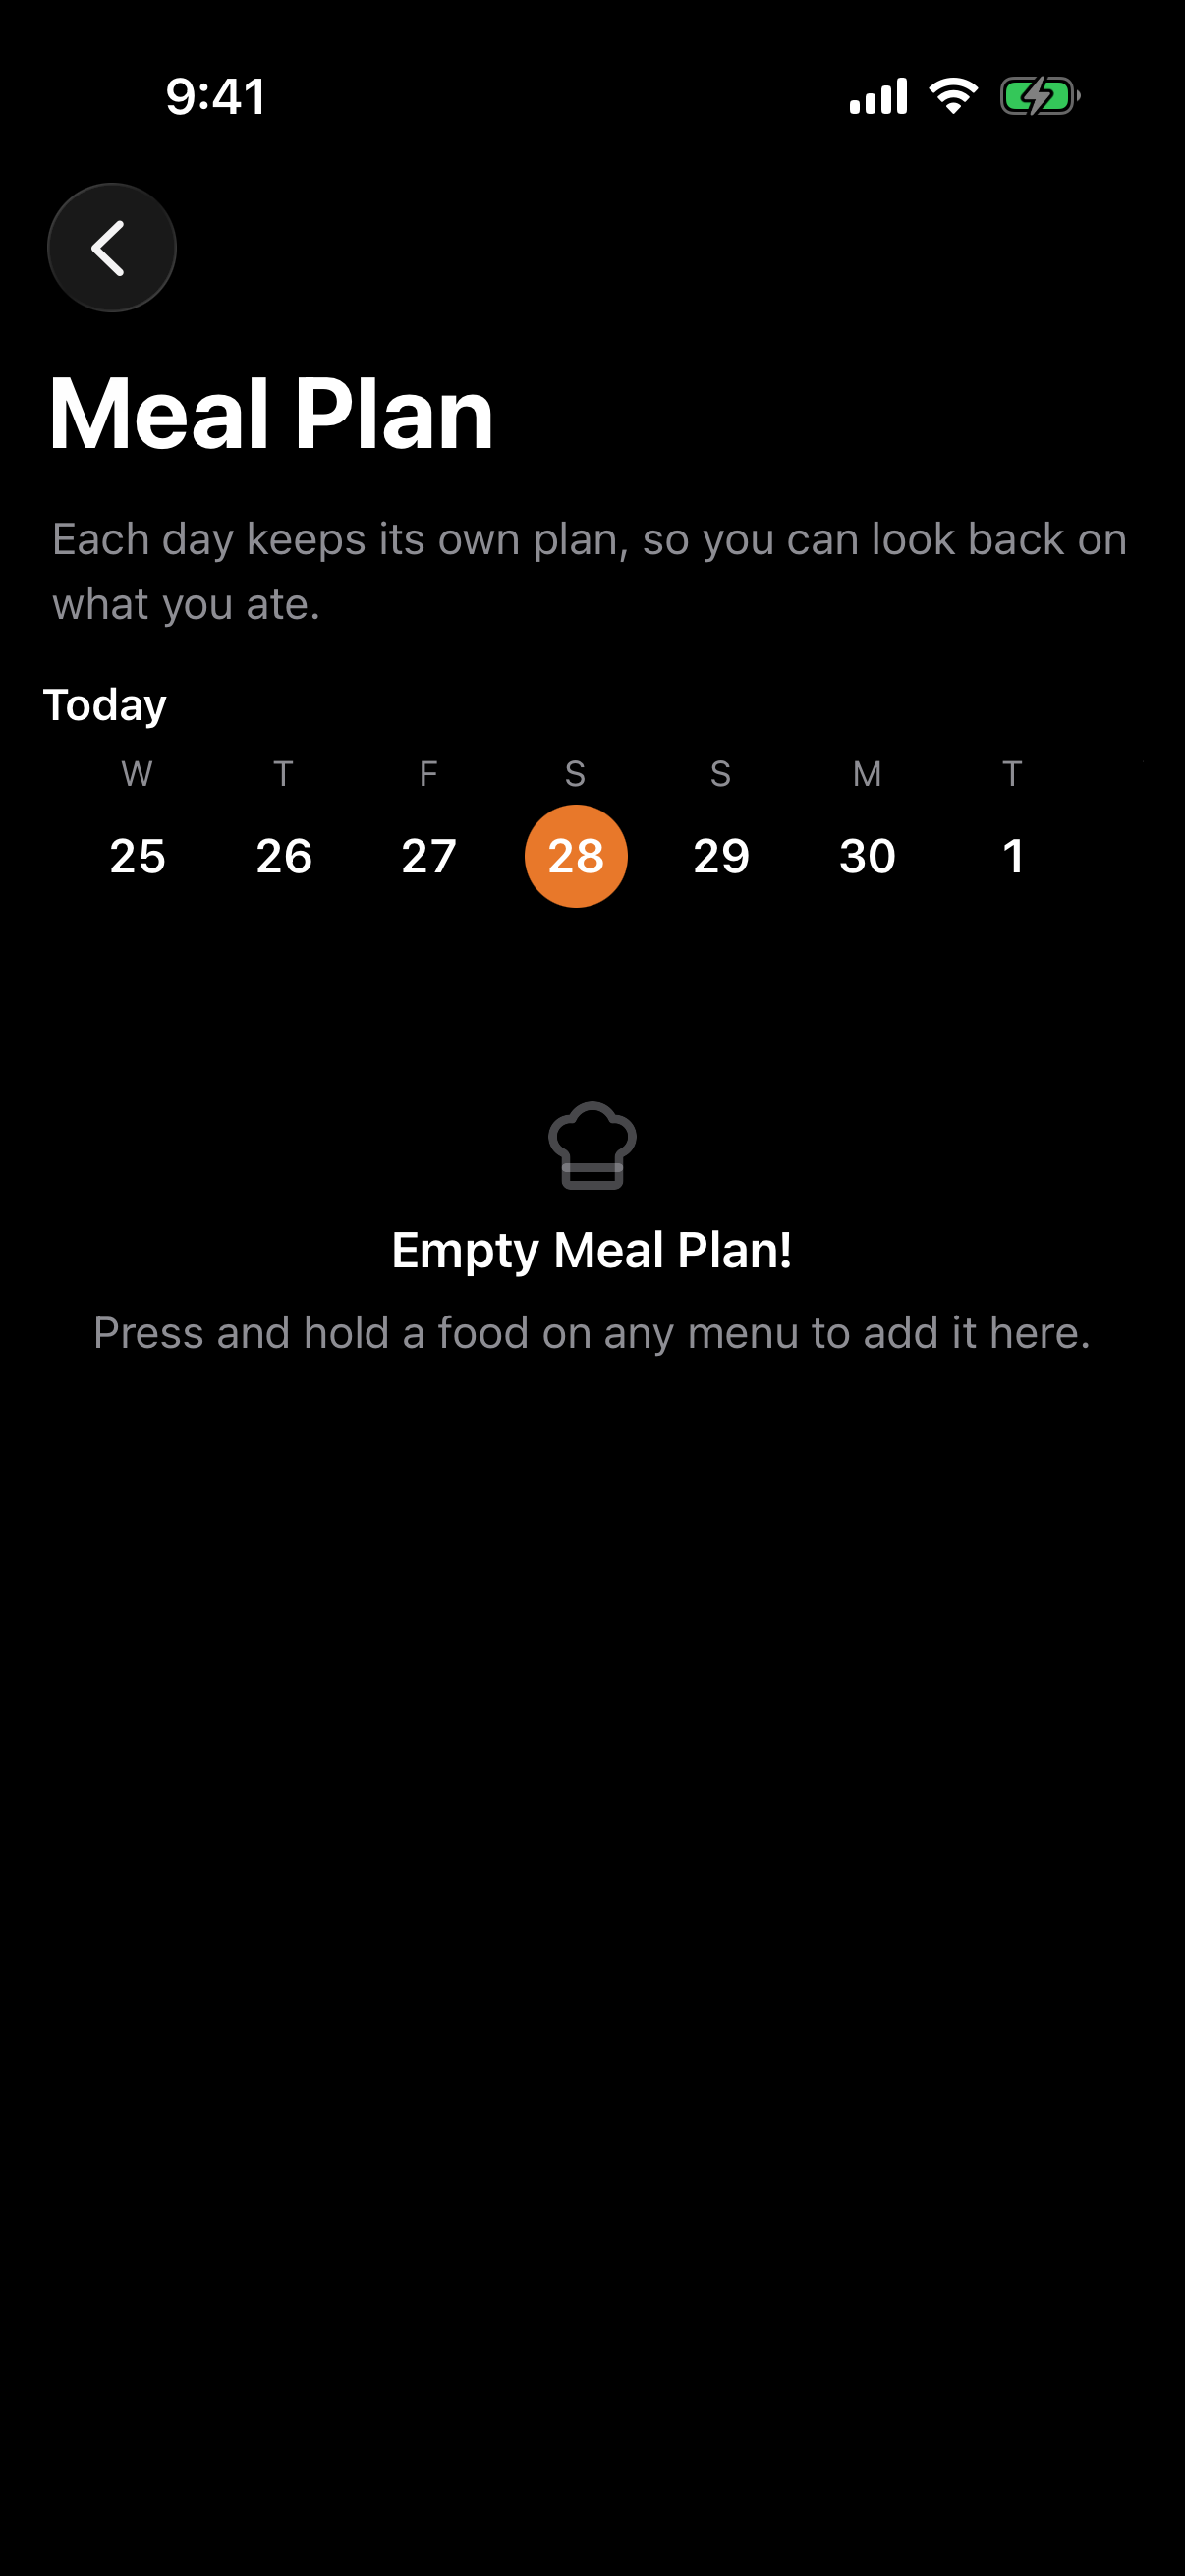 9:41
Meal Plan
Each day keeps its own plan, so you can look back on
what you ate.
Today
W T F S S M T
25 26 27 28 29 30 1
Empty Meal Plan!
Press and hold a food on any menu to add it here.